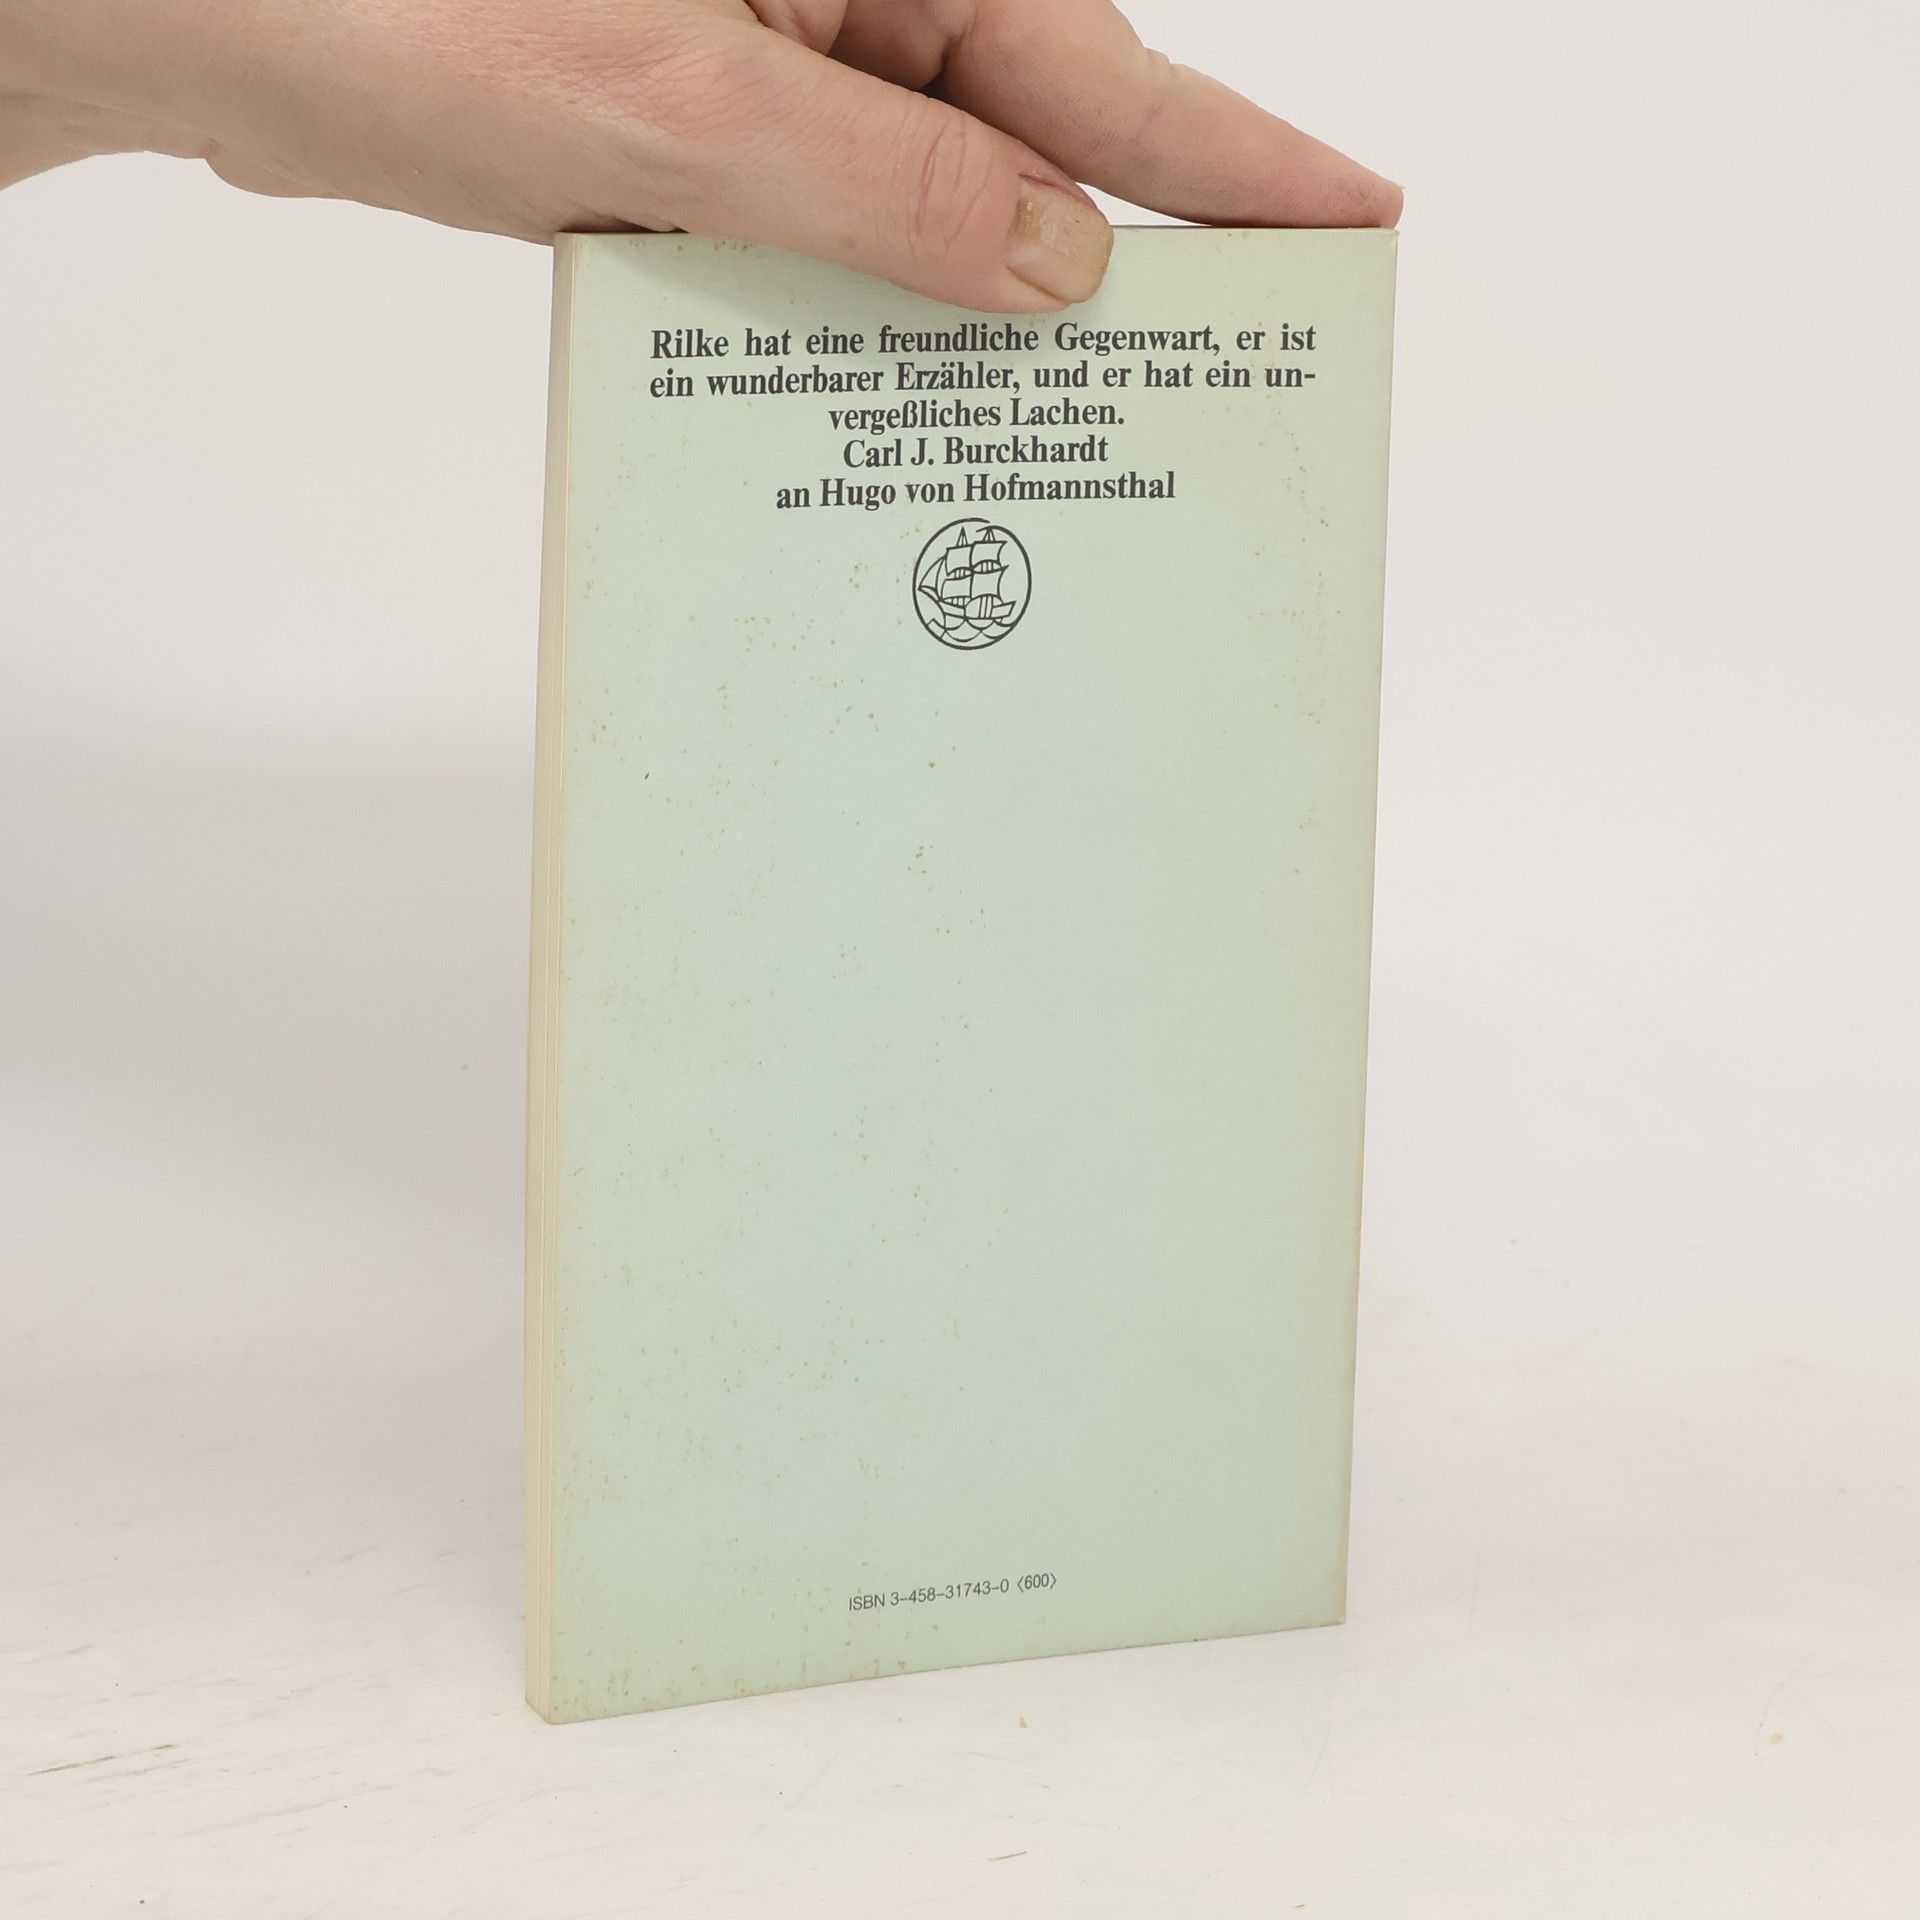 Rilke hat eine freundliche Gegenwart, er ist
ein wunderbarer Erzähler, und er hat ein un-
vergeßliches Lachen.
Carl J. Burckhardt
an Hugo von Hofmannsthal
ISBN 3-458-31743-0 〈600〉